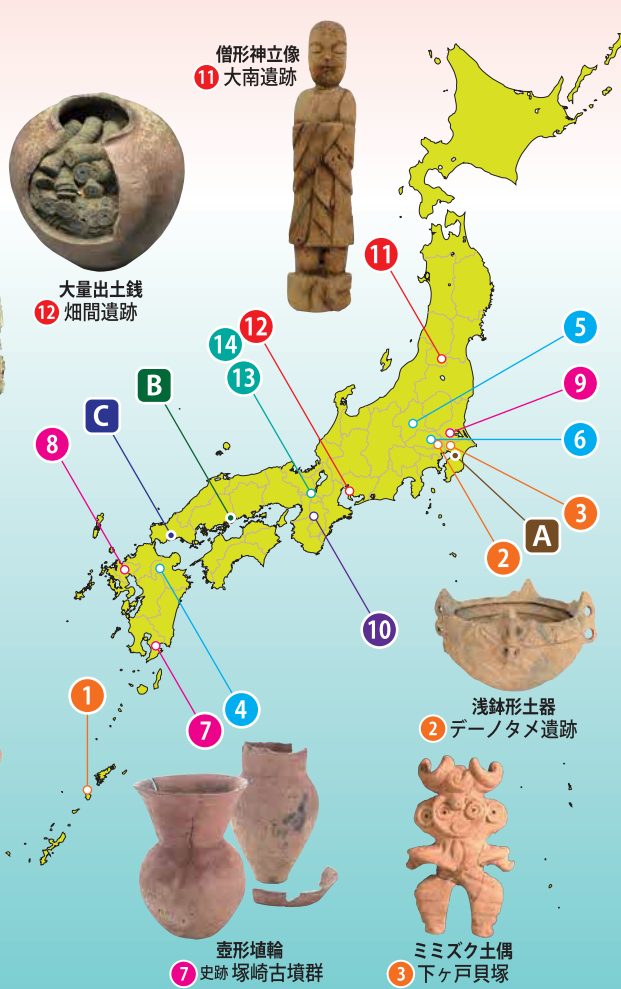 僧形神立像
11 大南遺跡
大量出土銭
12 畑間遺跡
11
12
14
13
5
9
6
3
A
2
B
C
8
10
1
4
7
浅鉢形土器
2 デーノタメ遺跡
壺形埴輪
7 史跡 塚崎古墳群
ミミズク土偶
3 下ヶ戸貝塚